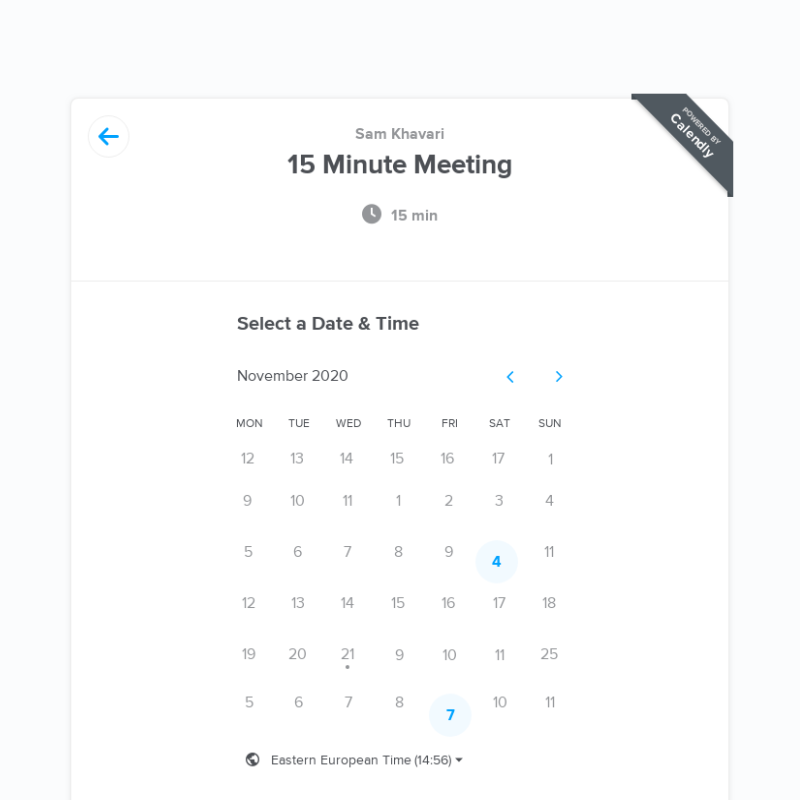 POWERED BY
Calendly
Sam Khavari
15 Minute Meeting
15 min
Select a Date & Time
November 2020
MON TUE WED THU FRI SAT SUN
12 13 14 15 16 17 1
9 10 11 1 2 3 4
5 6 7 8 9 4 11
12 13 14 15 16 17 18
19 20 21 9 10 11 25
5 6 7 8 7 10 11
Eastern European Time (14:56)